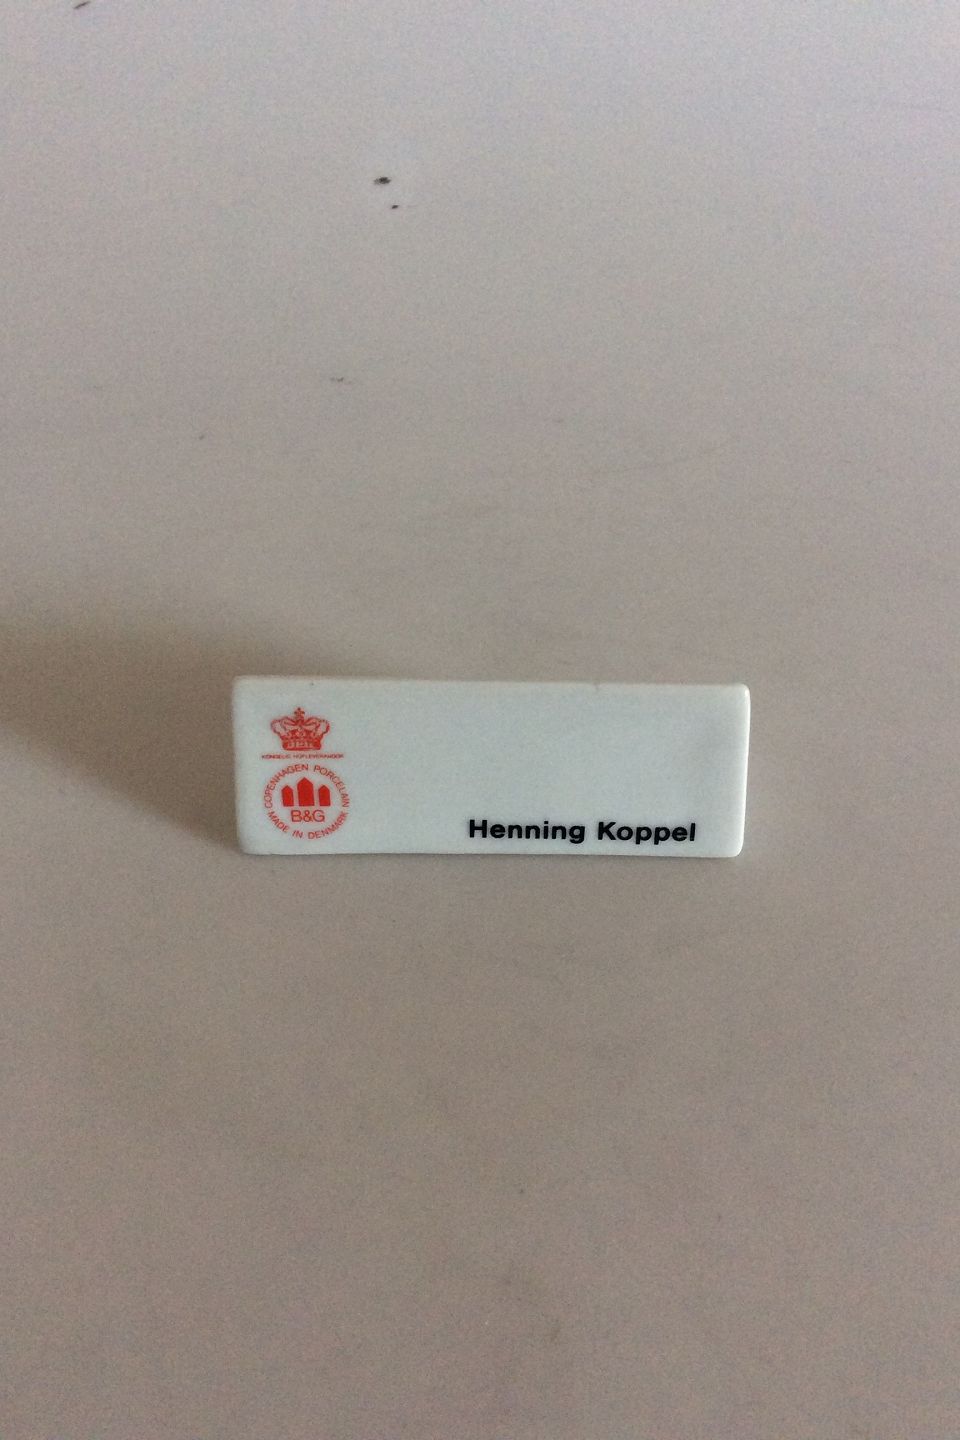 KONGELIG HOFLEVERANDØR
COPENHAGEN PORCELAIN
B&G
MADE IN DENMARK
Henning Koppel